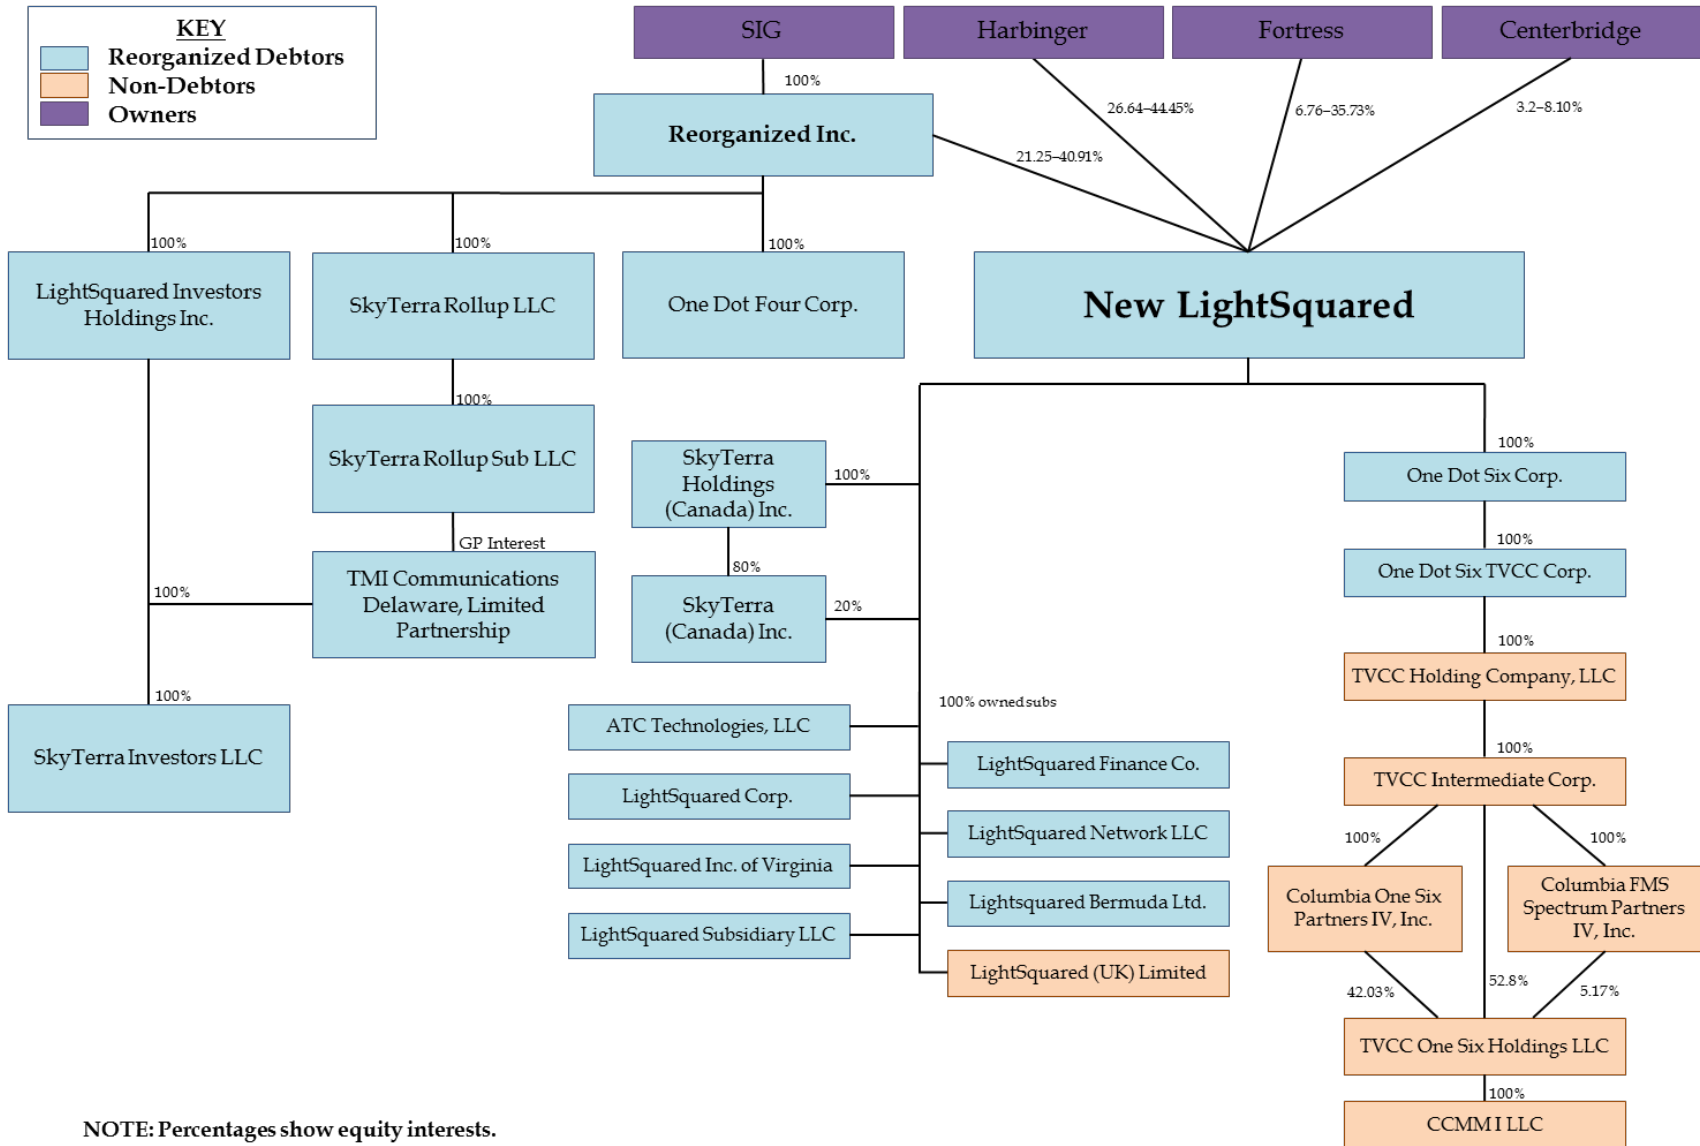 KEY
Reorganized Debtors
Non-Debtors
Owners
SIG
Harbinger
Fortress
Centerbridge
100%
26.64–44.45%
6.76–35.73%
3.2–8.10%
Reorganized Inc.
21.25–40.91%
100%
100%
100%
LightSquared Investors
Holdings Inc.
SkyTerra Rollup LLC
One Dot Four Corp.
New LightSquared
100%
SkyTerra Rollup Sub LLC
GP Interest
100%
TMI Communications
Delaware, Limited
Partnership
100%
SkyTerra Investors LLC
SkyTerra
Holdings
(Canada) Inc.
100%
80%
SkyTerra
(Canada) Inc.
20%
100% owned subs
ATC Technologies, LLC
LightSquared Finance Co.
LightSquared Corp.
LightSquared Network LLC
LightSquared Inc. of Virginia
Lightsquared Bermuda Ltd.
LightSquared Subsidiary LLC
LightSquared (UK) Limited
100%
One Dot Six Corp.
100%
One Dot Six TVCC Corp.
100%
TVCC Holding Company, LLC
100%
TVCC Intermediate Corp.
100%
100%
Columbia One Six
Partners IV, Inc.
Columbia FMS
Spectrum Partners
IV, Inc.
42.03%
52.8%
5.17%
TVCC One Six Holdings LLC
100%
CCMM I LLC
NOTE: Percentages show equity interests.